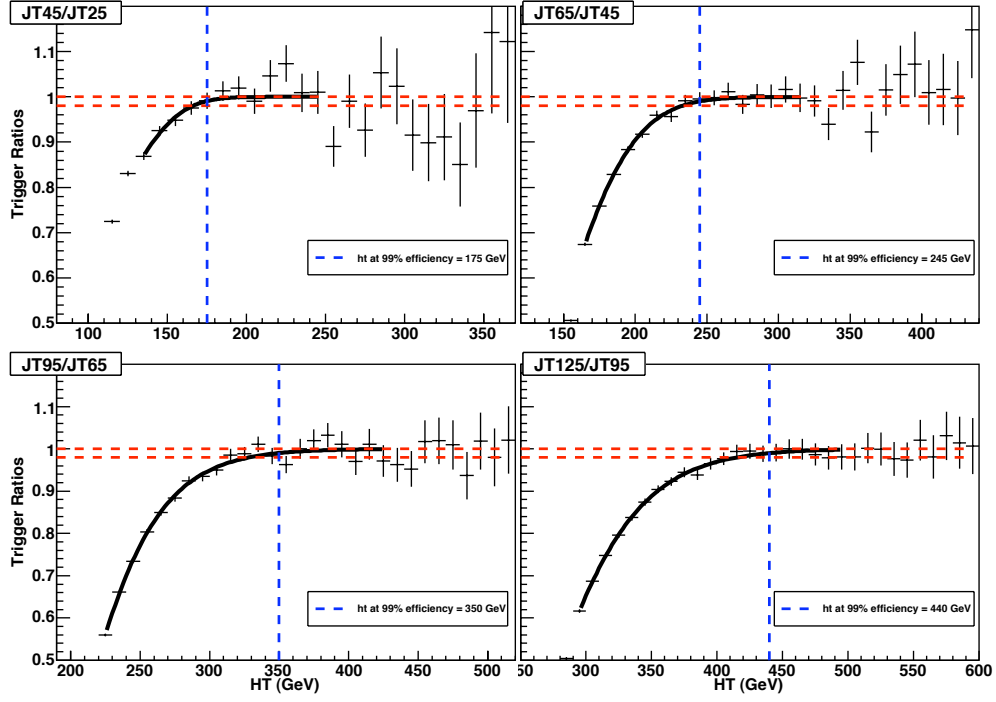 JT45/JT25
JT65/JT45
Trigger Ratios
1.1
1
0.9
0.8
0.7
0.6
0.5
ht at 99% efficiency = 175 GeV
ht at 99% efficiency = 245 GeV
100 150 200 250 300 350
150 200 250 300 350 400
JT95/JT65
JT125/JT95
Trigger Ratios
1.1
1
0.9
0.8
0.7
0.6
0.5
ht at 99% efficiency = 350 GeV
ht at 99% efficiency = 440 GeV
200 250 300 350 400 450 500
50 300 350 400 450 500 550 600
HT (GeV)
HT (GeV)